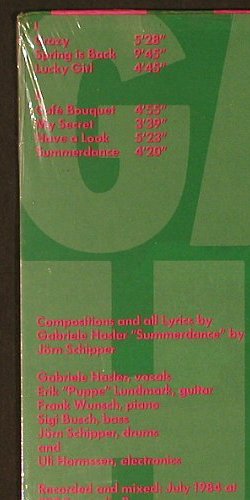 I
Crazy 5'28"
Spring is Back 9'45"
Lucky Girl 4'45"
Café Bouquet 4'55"
My Secret 3'39"
Have a Look 5'23"
Summerdance 4'20"
Compositions and all Lyrics by
Gabriele Hasler "Summerdance" by
Jörn Schipper
Gabriele Hasler, vocals
Erik "Puppe" Lundmark, guitar
Frank Wunsch, piano
Sigi Busch, bass
Jörn Schipper, drums
and
Uli Harmssen, electronics
Recorded and mixed: July 1984 at